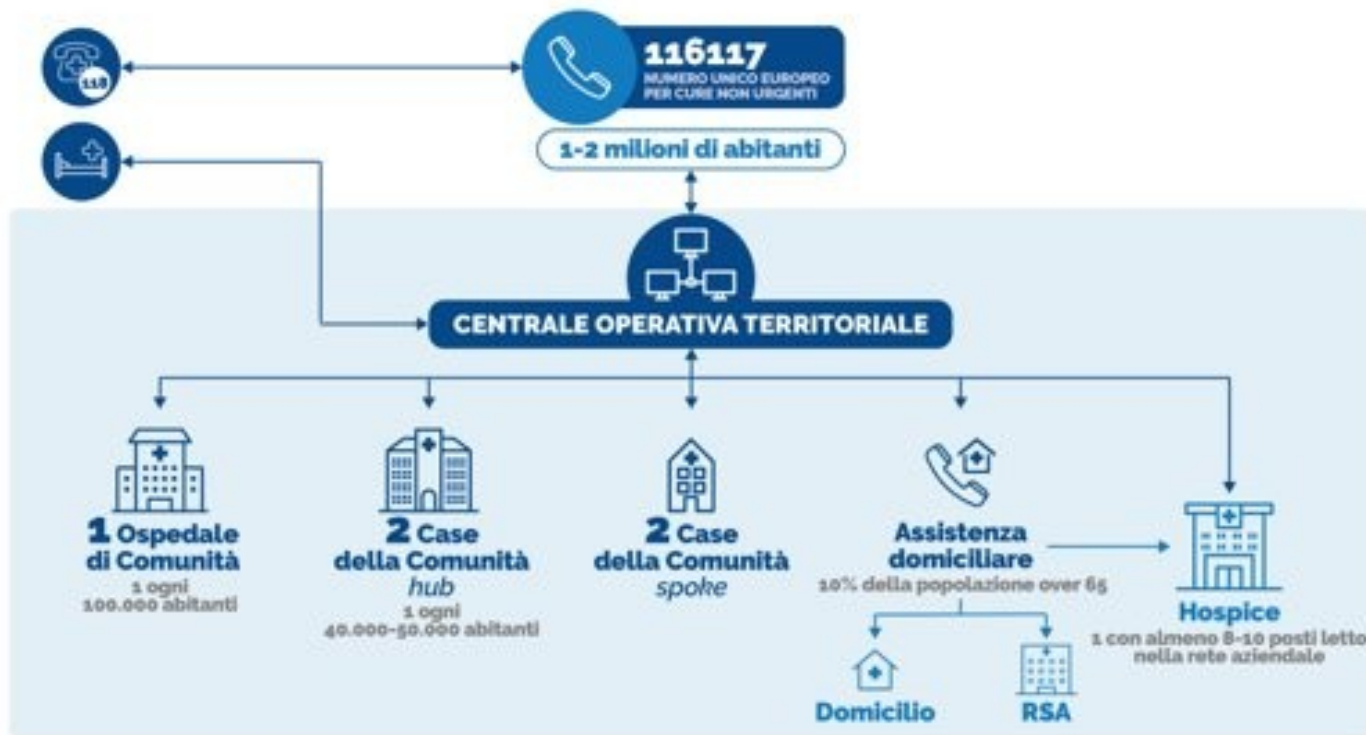 118
116117
NUMERO UNICO EUROPEO
PER CURE NON URGENTI
1-2 milioni di abitanti
CENTRALE OPERATIVA TERRITORIALE
1 Ospedale
di Comunità
1 ogni
100.000 abitanti
2 Case
della Comunità
hub
1 ogni
40.000-50.000 abitanti
2 Case
della Comunità
spoke
Assistenza
domiciliare
10% della popolazione over 65
Domicilio
RSA
Hospice
1 con almeno 8-10 posti letto
nella rete aziendale